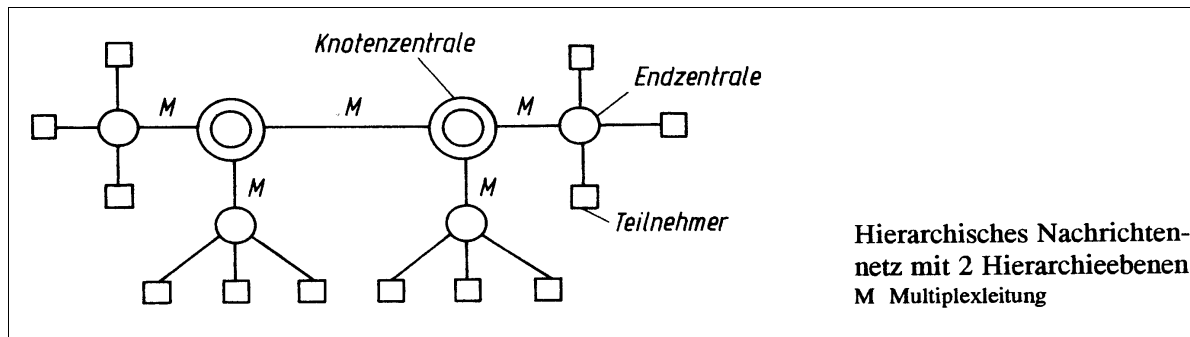 Knotenzentrale
Endzentrale
M
M
M
M
M
Teilnehmer
Hierarchisches Nachrichten-
netz mit 2 Hierarchieebenen
M Multiplexleitung